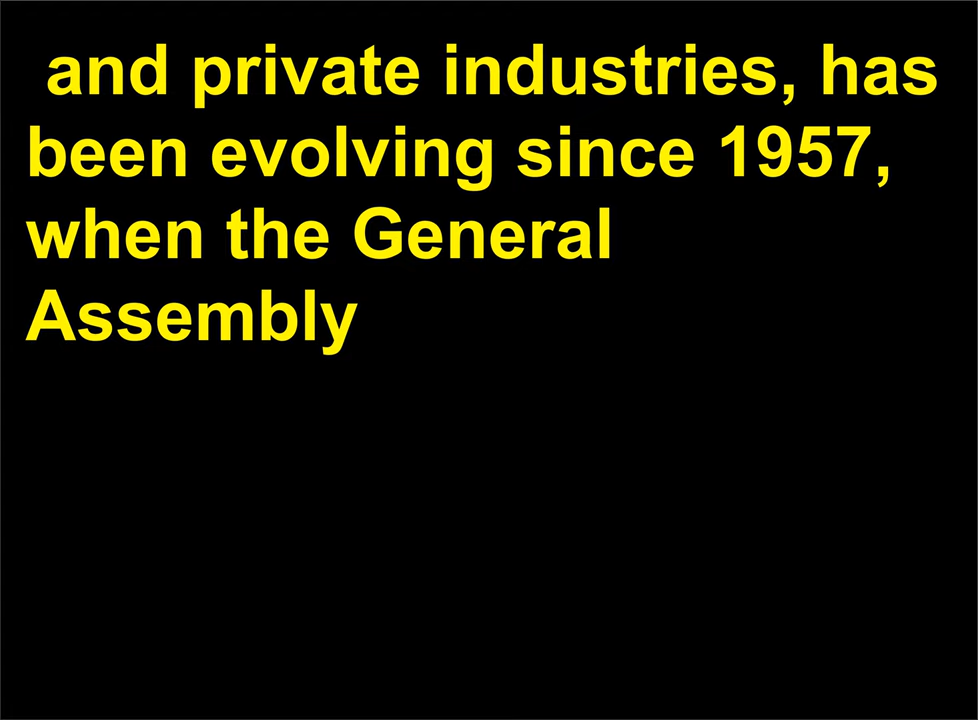 and private industries, has
been evolving since 1957,
when the General
Assembly